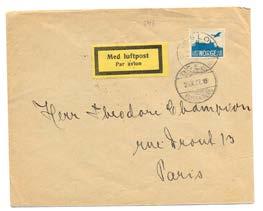 Med luftpost
Par avion
NORGE
Herr Theodore Champion
rue Drouot 13
Paris